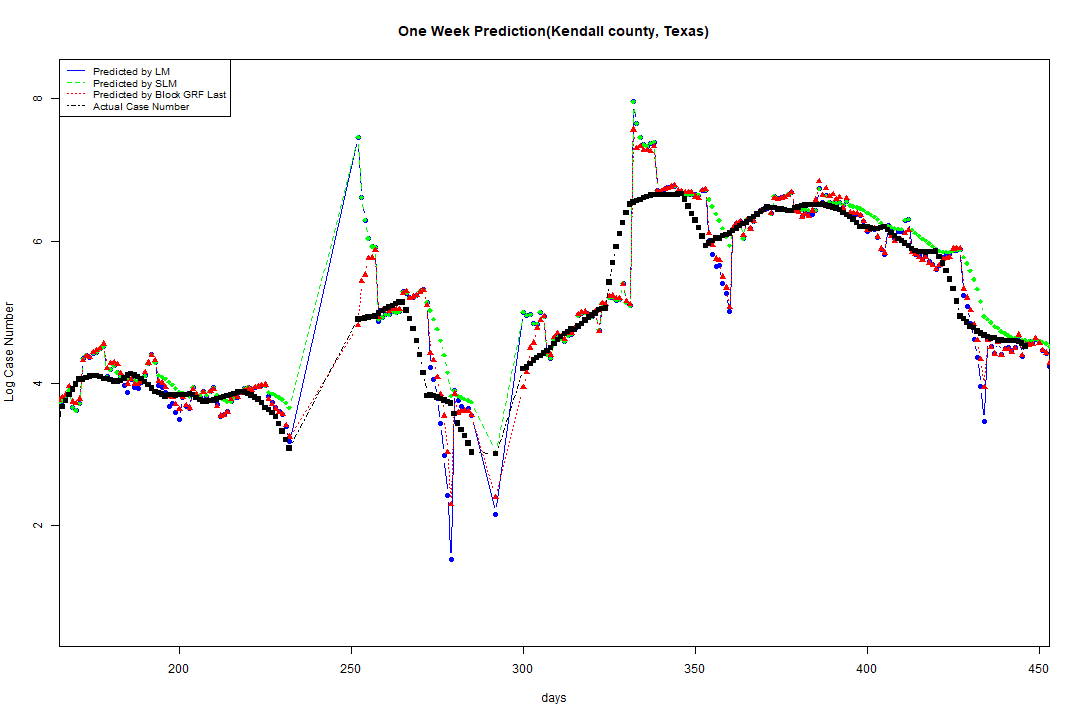 One Week Prediction(Kendall county, Texas)
Predicted by LM
Predicted by SLM
Predicted by Block GRF Last
Actual Case Number
Log Case Number
8
6
4
2
200 250 300 350 400 450
days